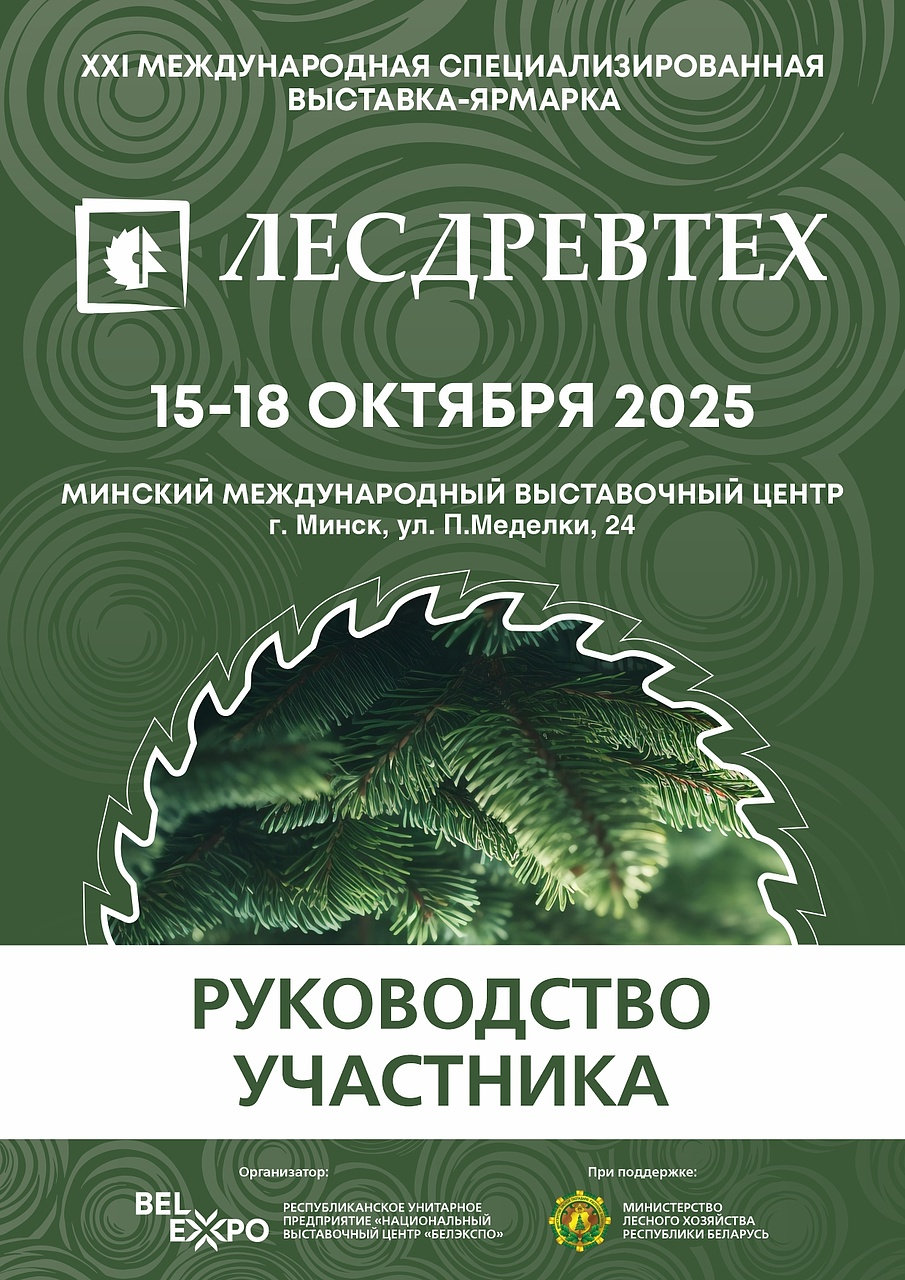 XXI МЕЖДУНАРОДНАЯ СПЕЦИАЛИЗИРОВАННАЯ
ВЫСТАВКА-ЯРМАРКА
ЛЕСДРЕВТЕХ
15-18 ОКТЯБРЯ 2025
МИНСКИЙ МЕЖДУНАРОДНЫЙ ВЫСТАВОЧНЫЙ ЦЕНТР
г. Минск, ул. П.Меделки, 24
РУКОВОДСТВО
УЧАСТНИКА
Организатор:
BEL
EXPO
РЕСПУБЛИКАНСКОЕ УНИТАРНОЕ
ПРЕДПРИЯТИЕ «НАЦИОНАЛЬНЫЙ
ВЫСТАВОЧНЫЙ ЦЕНТР «БЕЛЭКСПО»
При поддержке:
МИНИСТЕРСТВО
ЛЕСНОГО ХОЗЯЙСТВА
РЕСПУБЛИКИ БЕЛАРУСЬ